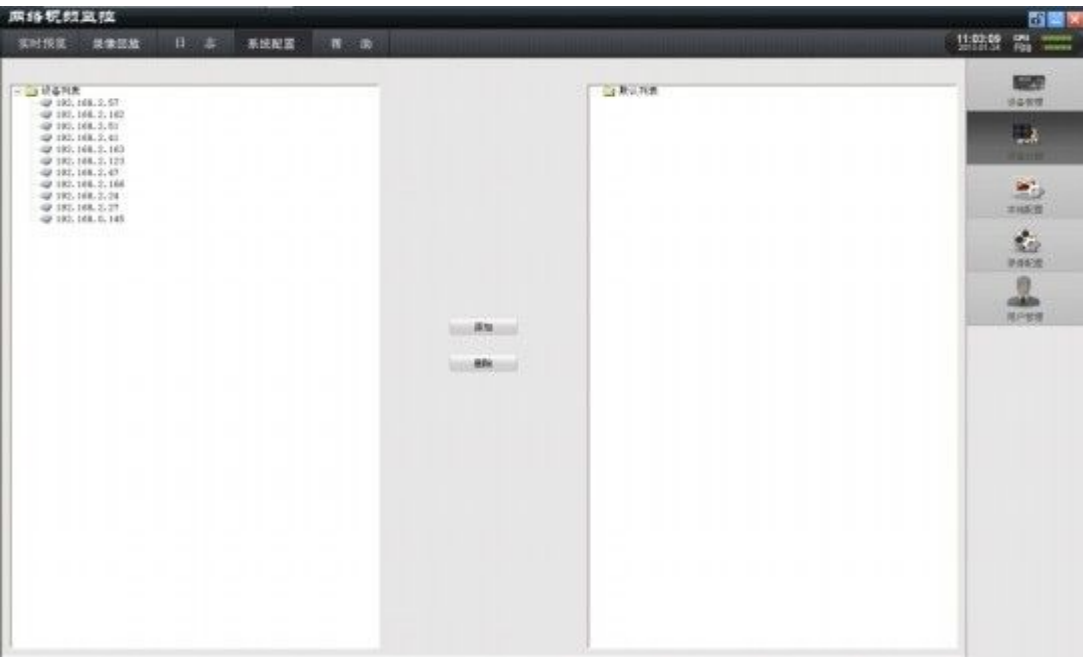 网络视频监控
实时预览 录像回放 日 志 系统配置 帮 助
11:03:09 CPU
设备列表
192.168.2.57
192.168.2.162
192.168.2.51
192.168.2.41
192.168.2.163
192.168.2.123
192.168.2.47
192.168.2.166
192.168.2.24
192.168.2.27
192.168.0.145
添加
删除
默认列表
设备管理
本地配置
录像配置
用户管理